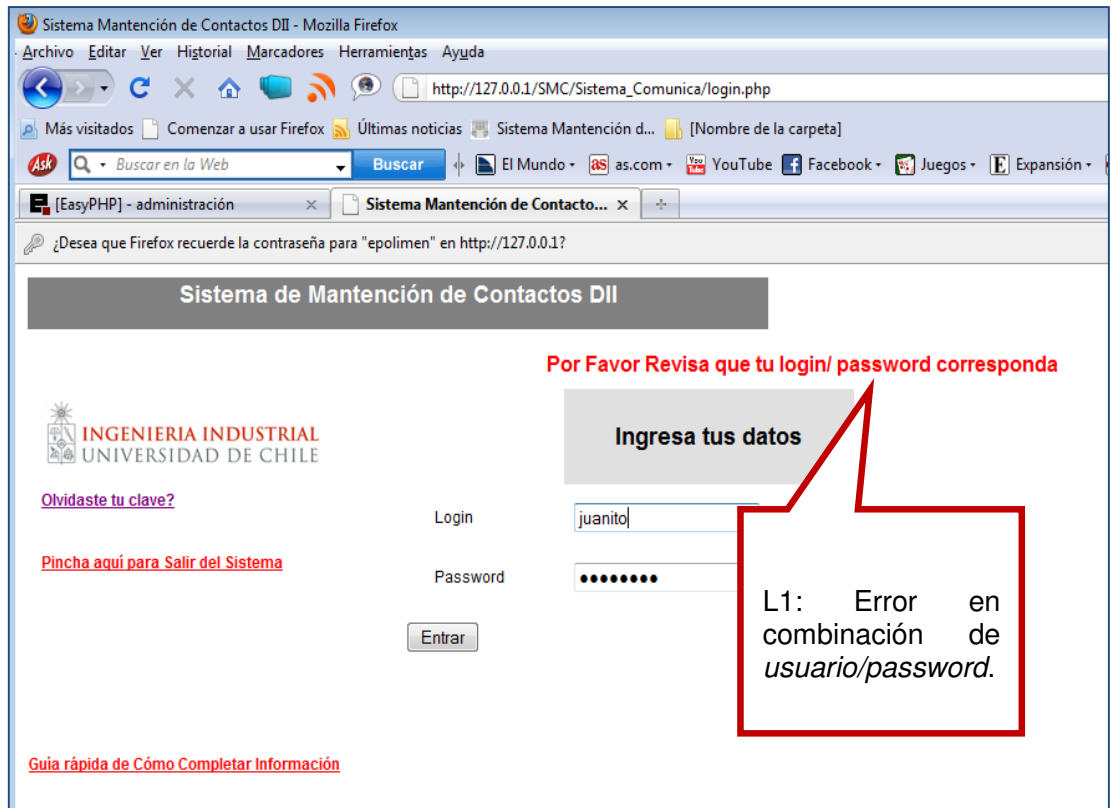 Sistema Mantención de Contactos DII - Mozilla Firefox
Archivo Editar Ver Historial Marcadores Herramientas Ayuda
http://127.0.0.1/SMC/Sistema_Comunica/login.php
Más visitados Comenzar a usar Firefox Últimas noticias Sistema Mantención d... [Nombre de la carpeta]
Ask Buscar en la Web Buscar El Mundo as as.com YouTube Facebook Juegos E Expansión
[EasyPHP] - administración Sistema Mantención de Contacto...
¿Desea que Firefox recuerde la contraseña para "epolimen" en http://127.0.0.1?
Sistema de Mantención de Contactos DII
Por Favor Revisa que tu login/ password corresponda
INGENIERIA INDUSTRIAL
UNIVERSIDAD DE CHILE
Ingresa tus datos
Olvidaste tu clave?
Login juanito
Pincha aquí para Salir del Sistema
Password ••••••••
Entrar
L1: Error en
combinación de
usuario/password.
Guía rápida de Cómo Completar Información